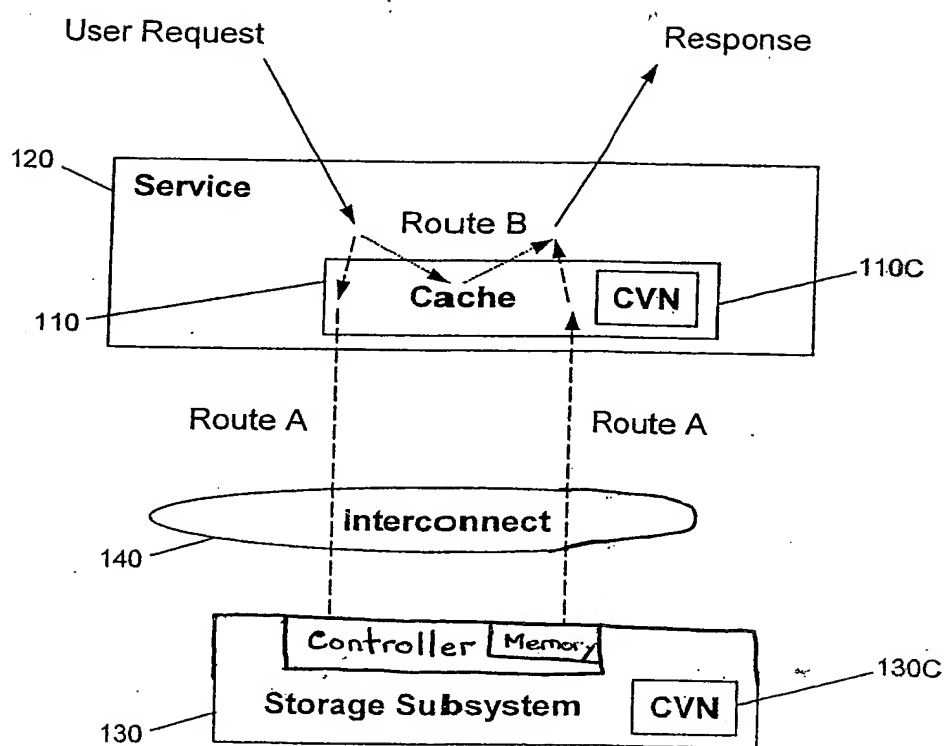 User Request
Response
120
Service
Route B
110C
Cache
CVN
110
Route A
Route A
interconnect
140
Controller
Memory
130C
Storage Subsystem
CVN
130